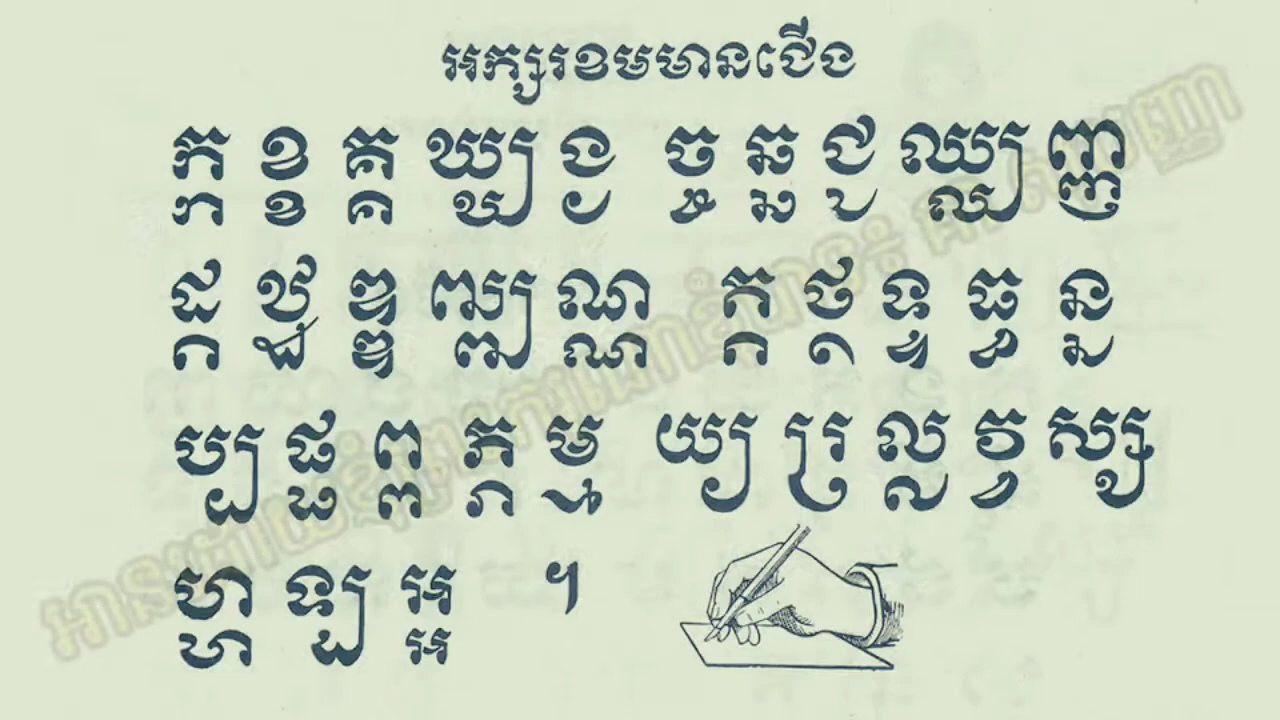 អក្សរខមមានជើង
ក្ក ខ្ខ គ្គ ឃ្ឃ ង្ង ច្ច ឆ្ឆ ជ្ជ ឈ្ឈ ញ្ញ
ដ្ដ ឋ្ឋ ឌ្ឌ ឍ្ឍ ណ្ណ ត្ត ថ្ថ ទ្ទ ធ្ធ ន្ន
ប្ប ផ្ផ ព្ព ភ្ភ ម្ម យ្យ រ្រ ល្ល វ្វ ស្ស
ហ្ហ ឡ្ឡ អ្អ ។